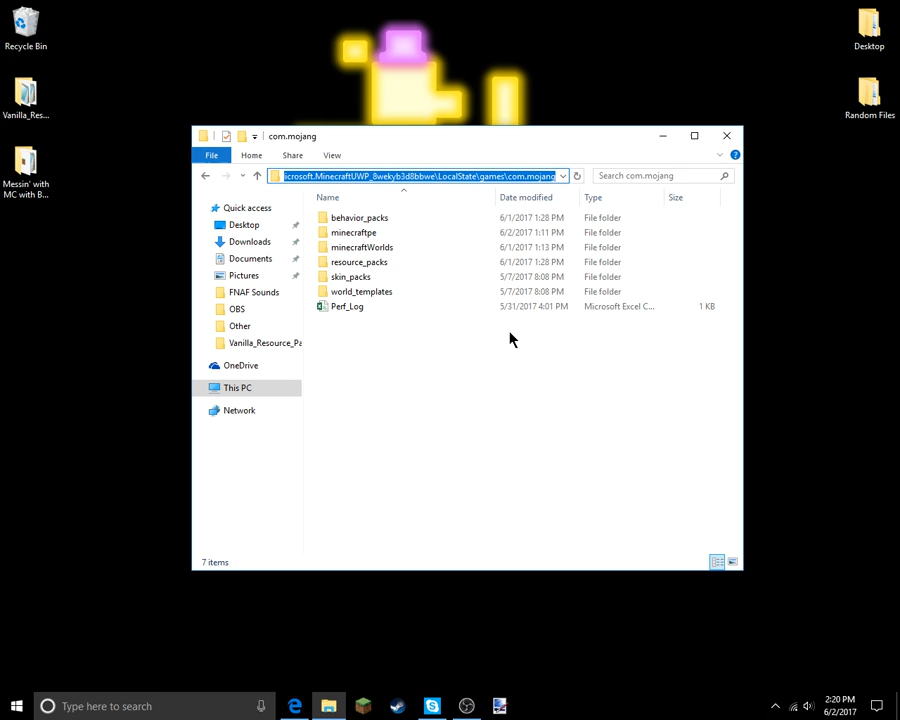 Recycle Bin
Vanilla_Res...
Messin' with
MC with B...
Desktop
Random Files
com.mojang
File
Home
Share
View
icrosoft.MinecraftUWP_8wekyb3d8bbwe\LocalState\games\com.mojang
Search com.mojang
Name
Date modified
Type
Size
Quick access
Desktop
Downloads
Documents
Pictures
FNAF Sounds
OBS
Other
Vanilla_Resource_Pa
OneDrive
This PC
Network
behavior_packs 6/1/2017 1:28 PM File folder
minecraftpe 6/2/2017 1:11 PM File folder
minecraftWorlds 6/1/2017 1:13 PM File folder
resource_packs 6/1/2017 1:28 PM File folder
skin_packs 5/7/2017 8:08 PM File folder
world_templates 5/7/2017 8:08 PM File folder
Perf_Log 5/31/2017 4:01 PM Microsoft Excel C... 1 KB
7 items
Type here to search
2:20 PM
6/2/2017